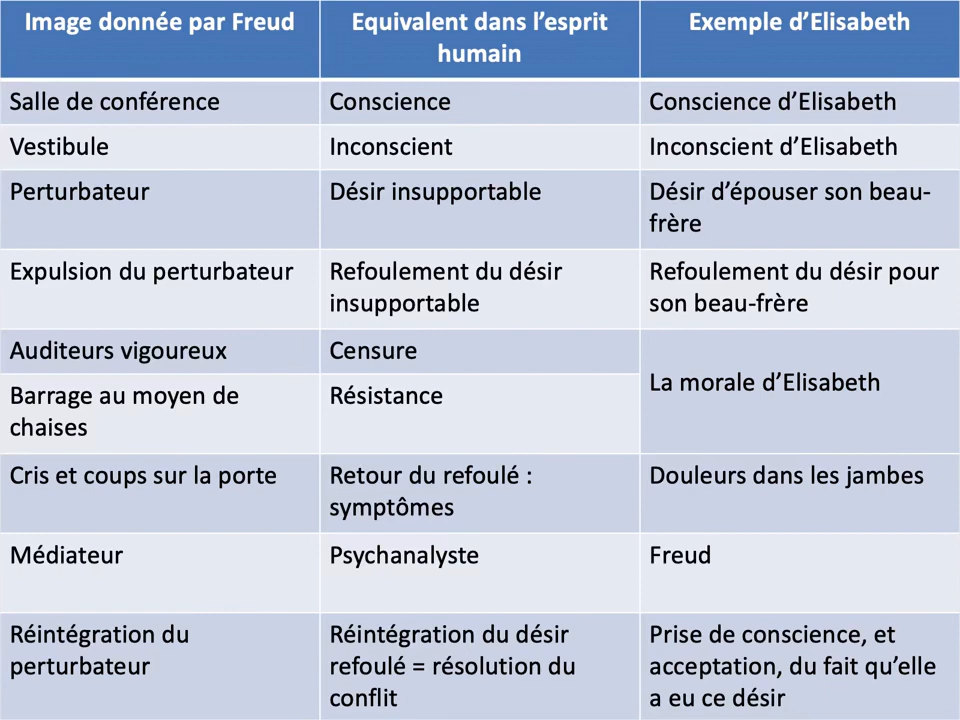 Image donnée par Freud
Equivalent dans l’esprit
humain
Exemple d’Elisabeth
Salle de conférence
Conscience
Conscience d’Elisabeth
Vestibule
Inconscient
Inconscient d’Elisabeth
Perturbateur
Désir insupportable
Désir d’épouser son beau-
frère
Expulsion du perturbateur
Refoulement du désir
insupportable
Refoulement du désir pour
son beau-frère
Auditeurs vigoureux
Censure
La morale d’Elisabeth
Barrage au moyen de
chaises
Résistance
Cris et coups sur la porte
Retour du refoulé :
symptômes
Douleurs dans les jambes
Médiateur
Psychanalyste
Freud
Réintégration du
perturbateur
Réintégration du désir
refoulé = résolution du
conflit
Prise de conscience, et
acceptation, du fait qu’elle
a eu ce désir